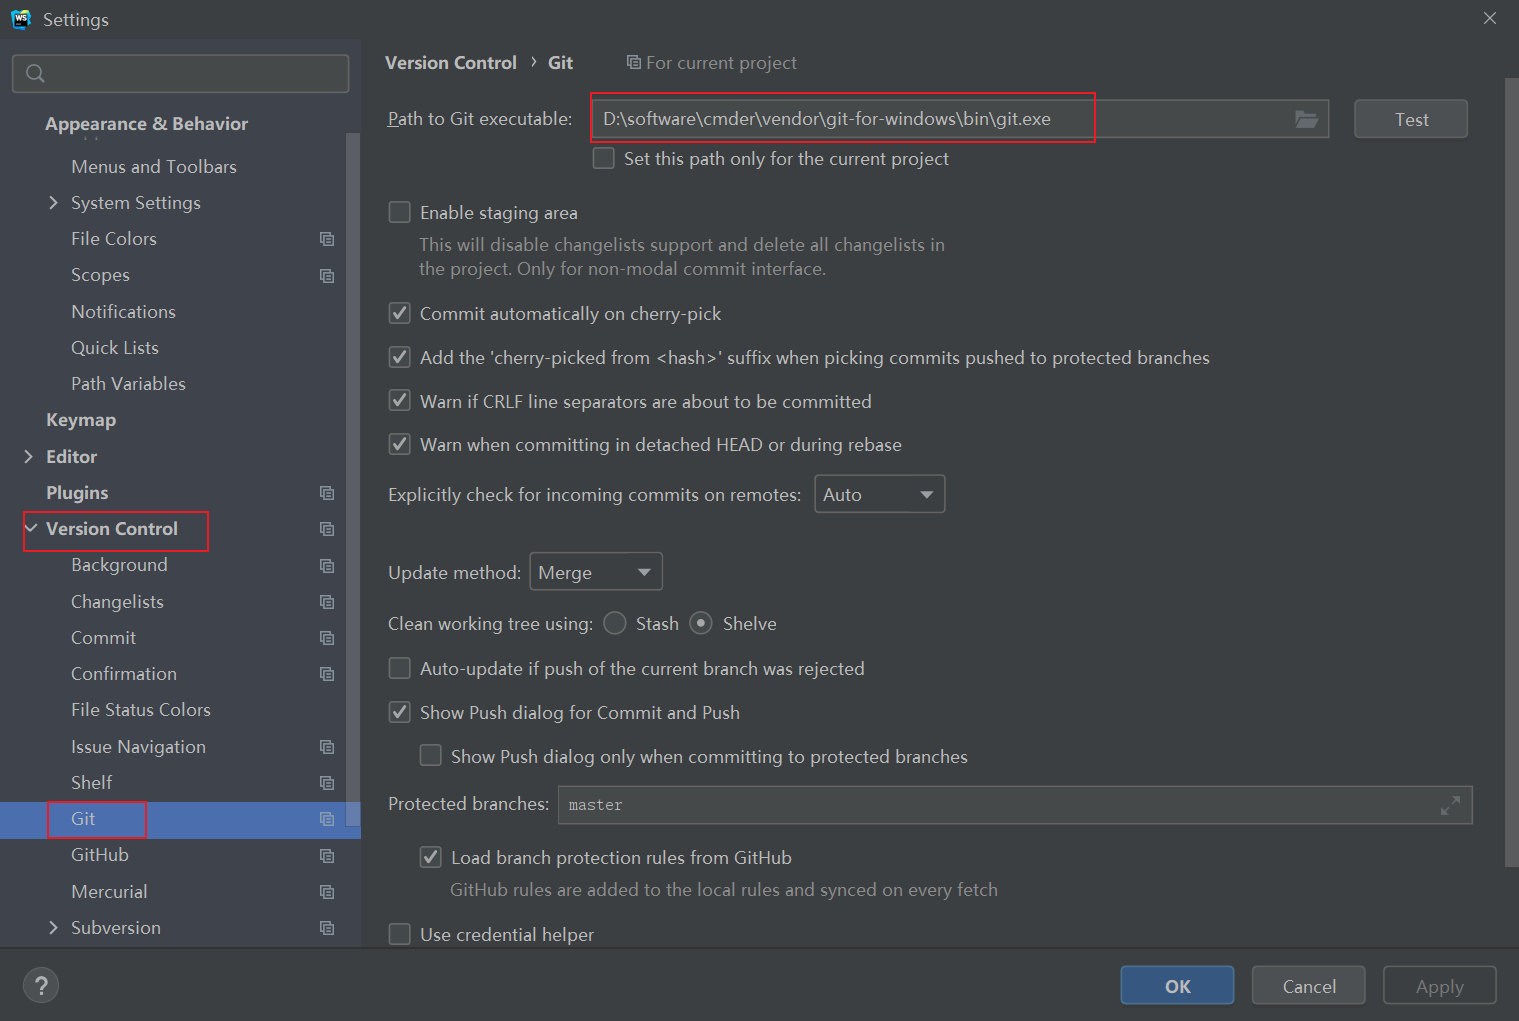 WS
Settings
Appearance & Behavior
Menus and Toolbars
System Settings
File Colors
Scopes
Notifications
Quick Lists
Path Variables
Keymap
Editor
Plugins
Version Control
Background
Changelists
Commit
Confirmation
File Status Colors
Issue Navigation
Shelf
Git
GitHub
Mercurial
Subversion
Version Control › Git For current project
Path to Git executable: D:\software\cmder\vendor\git-for-windows\bin\git.exe Test
Set this path only for the current project
Enable staging area
This will disable changelists support and delete all changelists in
the project. Only for non-modal commit interface.
Commit automatically on cherry-pick
Add the 'cherry-picked from <hash>' suffix when picking commits pushed to protected branches
Warn if CRLF line separators are about to be committed
Warn when committing in detached HEAD or during rebase
Explicitly check for incoming commits on remotes: Auto
Update method: Merge
Clean working tree using: Stash Shelve
Auto-update if push of the current branch was rejected
Show Push dialog for Commit and Push
Show Push dialog only when committing to protected branches
Protected branches: master
Load branch protection rules from GitHub
GitHub rules are added to the local rules and synced on every fetch
Use credential helper
? OK Cancel Apply